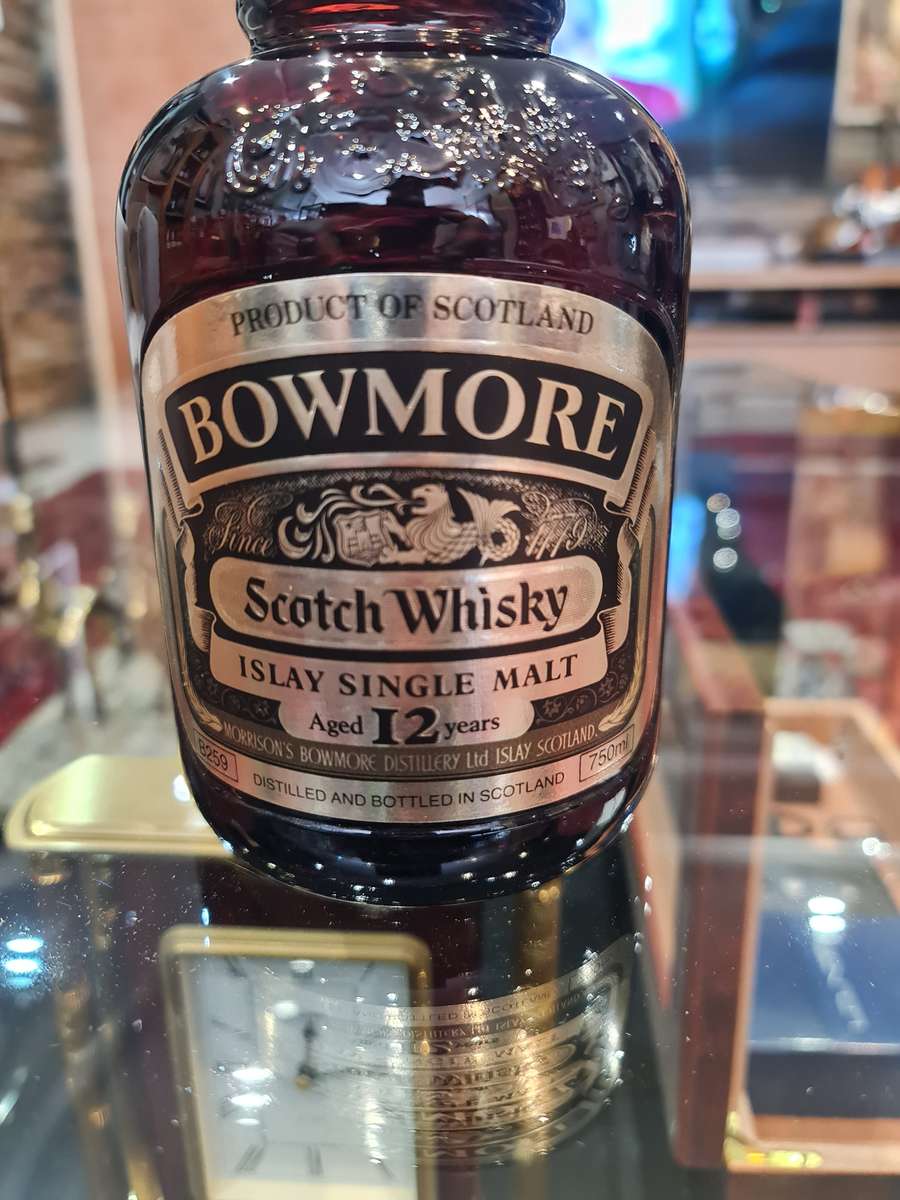 PRODUCT OF SCOTLAND
BOWMORE
Since 1779
Scotch Whisky
ISLAY SINGLE MALT
Aged 12 years
MORRISON'S BOWMORE DISTILLERY Ltd ISLAY SCOTLAND.
B259 DISTILLED AND BOTTLED IN SCOTLAND 750ml